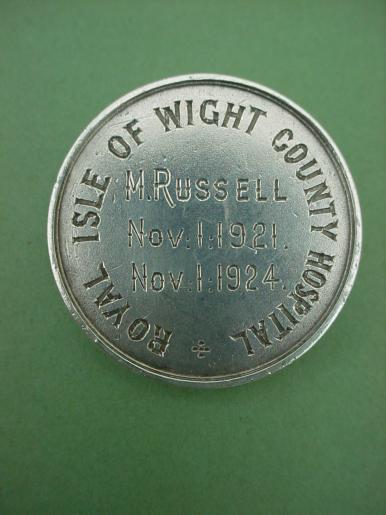 ROYAL ISLE OF WIGHT COUNTY HOSPITAL
M. RUSSELL
Nov. 1. 1921.
Nov. 1. 1924.